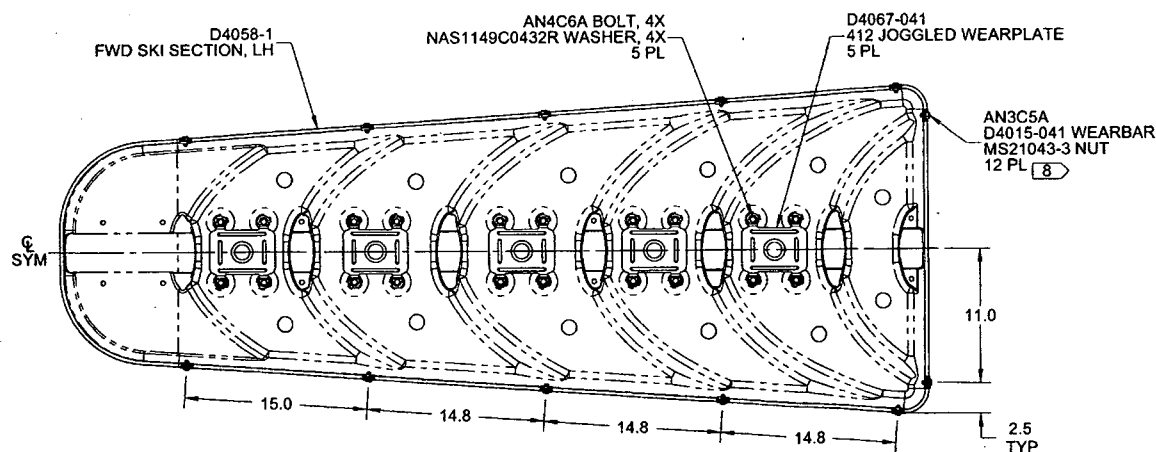 D4058-1
FWD SKI SECTION, LH
AN4C6A BOLT, 4X
NAS1149C0432R WASHER, 4X
5 PL
D4067-041
412 JOGGLED WEARPLATE
5 PL
AN3C5A
D4015-041 WEARBAR
MS21043-3 NUT
12 PL 8
℄
SYM
11.0
15.0
14.8
14.8
14.8
2.5
TYP